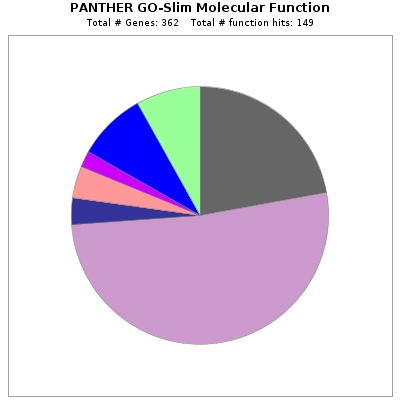 PANTHER GO-Slim Molecular Function
Total # Genes: 362 Total # function hits: 149